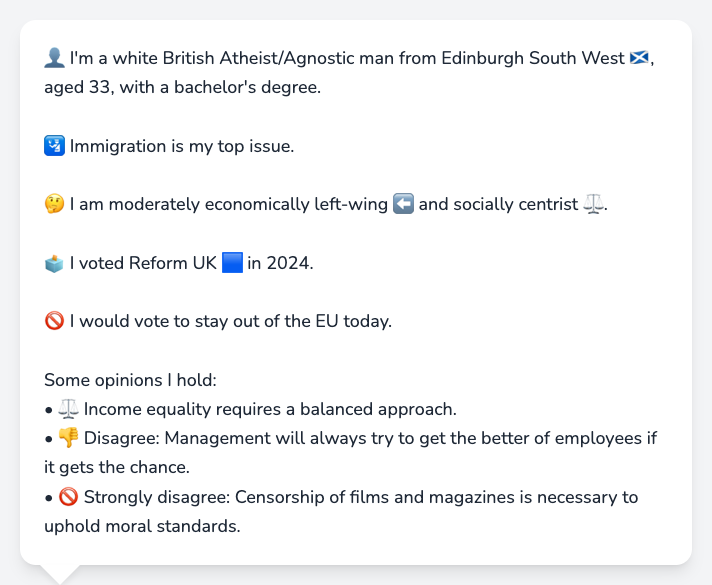 👤 I'm a white British Atheist/Agnostic man from Edinburgh South West 🏴󠁧󠁢󠁳󠁣󠁴󠁿,
aged 33, with a bachelor's degree.
🛂 Immigration is my top issue.
🤔 I am moderately economically left-wing ⬅️ and socially centrist ⚖️.
🗳️ I voted Reform UK 🟦 in 2024.
🚫 I would vote to stay out of the EU today.
Some opinions I hold:
• ⚖️ Income equality requires a balanced approach.
• 👎 Disagree: Management will always try to get the better of employees if
it gets the chance.
• 🚫 Strongly disagree: Censorship of films and magazines is necessary to
uphold moral standards.